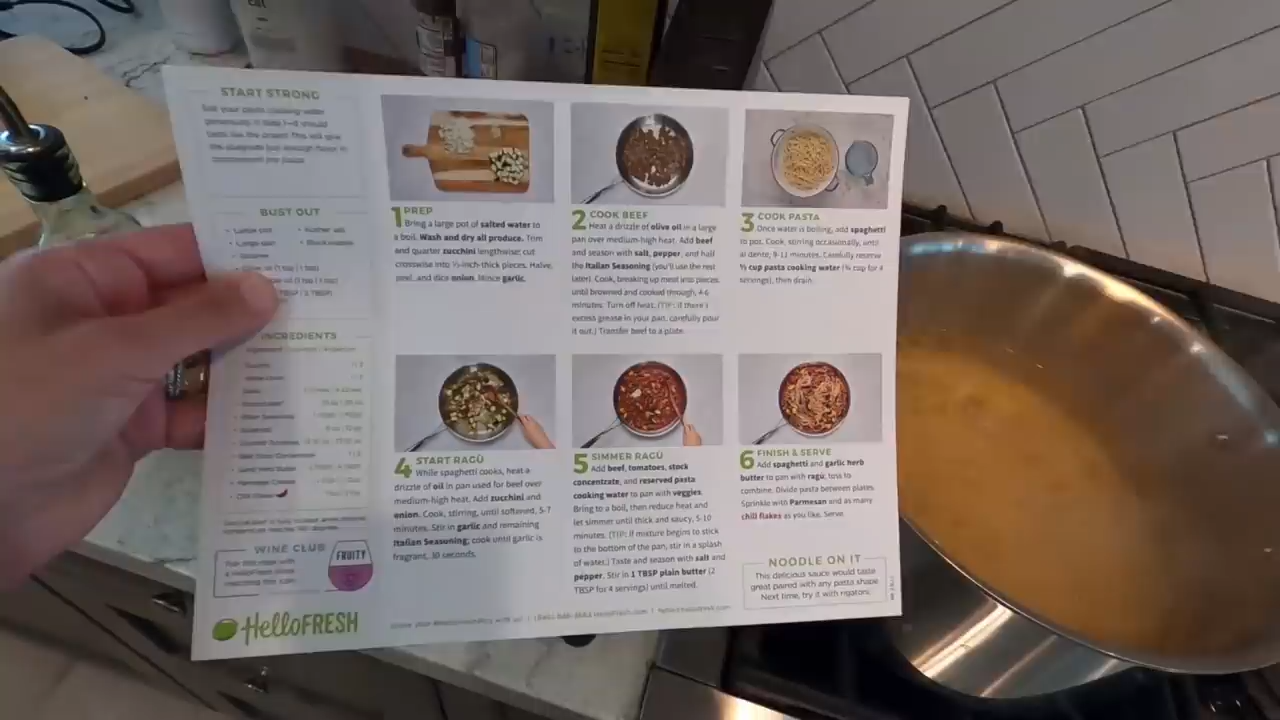 START STRONG
BUST OUT
• Large pot
• Large pan
• Kosher salt
• Black pepper
INGREDIENTS
WINE CLUB
FRUITY
HelloFRESH
1 PREP
Bring a large pot of salted water to
a boil. Wash and dry all produce. Trim
and quarter zucchini lengthwise; cut
crosswise into ½-inch-thick pieces. Halve,
peel, and dice onion. Mince garlic.
2 COOK BEEF
Heat a drizzle of olive oil in a large
pan over medium-high heat. Add beef
and season with salt, pepper, and half
the Italian Seasoning (you'll use the rest
later). Cook, breaking up meat into pieces,
until browned and cooked through, 4-6
minutes. Turn off heat. (TIP: If there's
excess grease in your pan, carefully pour
it out.) Transfer beef to a plate.
3 COOK PASTA
Once water is boiling, add spaghetti
to pot. Cook, stirring occasionally, until
al dente, 9-11 minutes. Carefully reserve
½ cup pasta cooking water (¾ cup for 4
servings), then drain.
4 START RAGÙ
While spaghetti cooks, heat a
drizzle of oil in pan used for beef over
medium-high heat. Add zucchini and
onion. Cook, stirring, until softened, 5-7
minutes. Stir in garlic and remaining
Italian Seasoning; cook until garlic is
fragrant, 30 seconds.
5 SIMMER RAGÙ
Add beef, tomatoes, stock
concentrate, and reserved pasta
cooking water to pan with veggies.
Bring to a boil, then reduce heat and
let simmer until thick and saucy, 5-10
minutes. (TIP: If mixture begins to stick
to the bottom of the pan, stir in a splash
of water.) Taste and season with salt and
pepper. Stir in 1 TBSP plain butter (2
TBSP for 4 servings) until melted.
6 FINISH & SERVE
Add spaghetti and garlic herb
butter to pan with ragù; toss to
combine. Divide pasta between plates.
Sprinkle with Parmesan and as many
chili flakes as you like. Serve.
NOODLE ON IT
This delicious sauce would taste
great paired with any pasta shape.
Next time, try it with rigatoni.